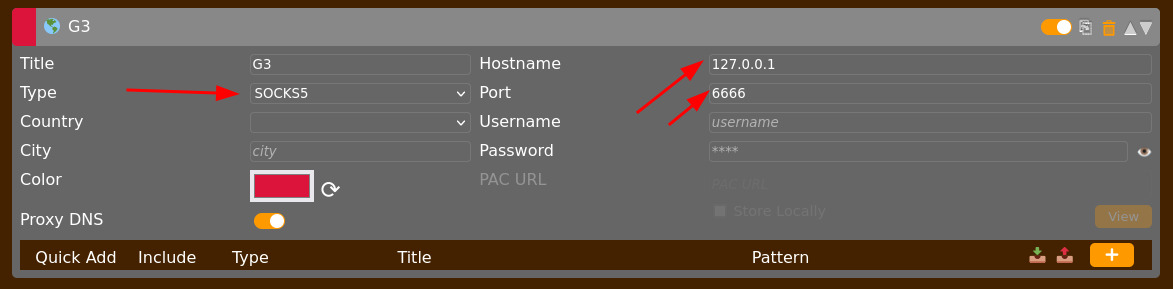 G3
Title G3 Hostname 127.0.0.1
Type SOCKS5 Port 6666
Country Username username
City city Password ****
Color PAC URL PAC URL
Store Locally
Proxy DNS View
Quick Add Include Type Title Pattern +